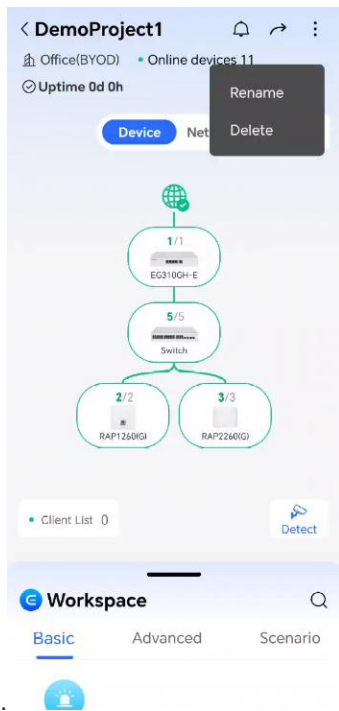 DemoProject1
Office(BYOD) • Online devices 11
Uptime 0d 0h
Rename
Delete
Device Net
1/1
EG310GH-E
5/5
Switch
2/2
RAP1260(G)
3/3
RAP2260(G)
• Client List 0
Detect
Workspace
Basic Advanced Scenario